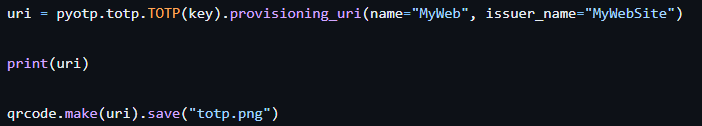 uri = pyotp.totp.TOTP(key).provisioning_uri(name="MyWeb", issuer_name="MyWebSite")
print(uri)
qrcode.make(uri).save("totp.png")